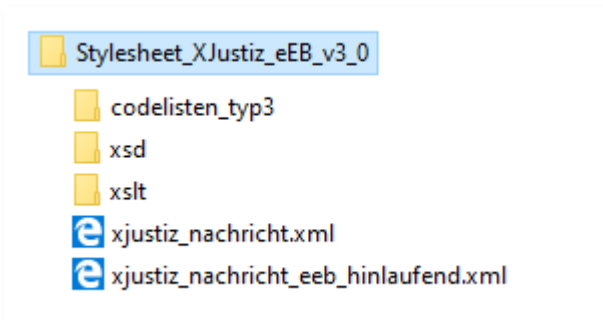 Stylesheet_XJustiz_eEB_v3_0
codelisten_typ3
xsd
xslt
xjustiz_nachricht.xml
xjustiz_nachricht_eeb_hinlaufend.xml